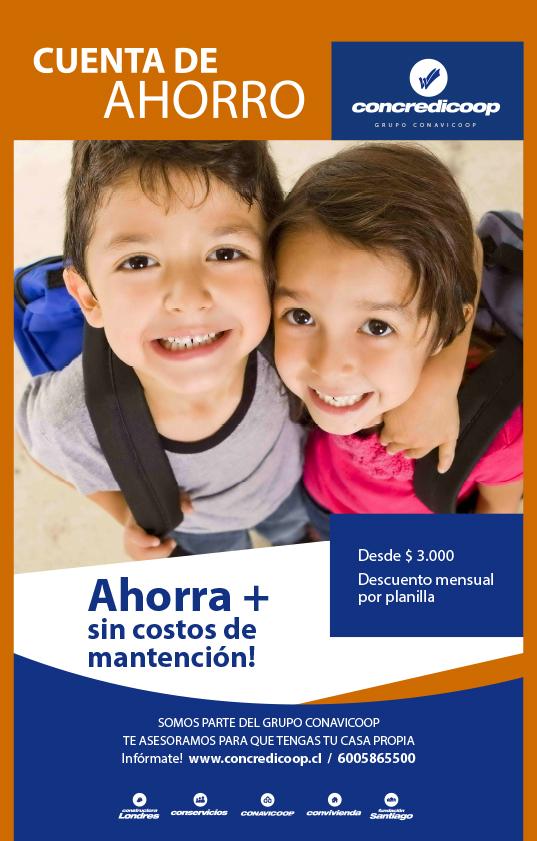 CUENTA DE
AHORRO
concredicoop
GRUPO CONAVICOOP
Desde $ 3.000
Descuento mensual
por planilla
Ahorra +
sin costos de
mantención!
SOMOS PARTE DEL GRUPO CONAVICOOP
TE ASESORAMOS PARA QUE TENGAS TU CASA PROPIA
Infórmate! www.concredicoop.cl / 6005865500
constructora
Londres
conservicios
CONAVICOOP
convivienda
fundación
Santiago